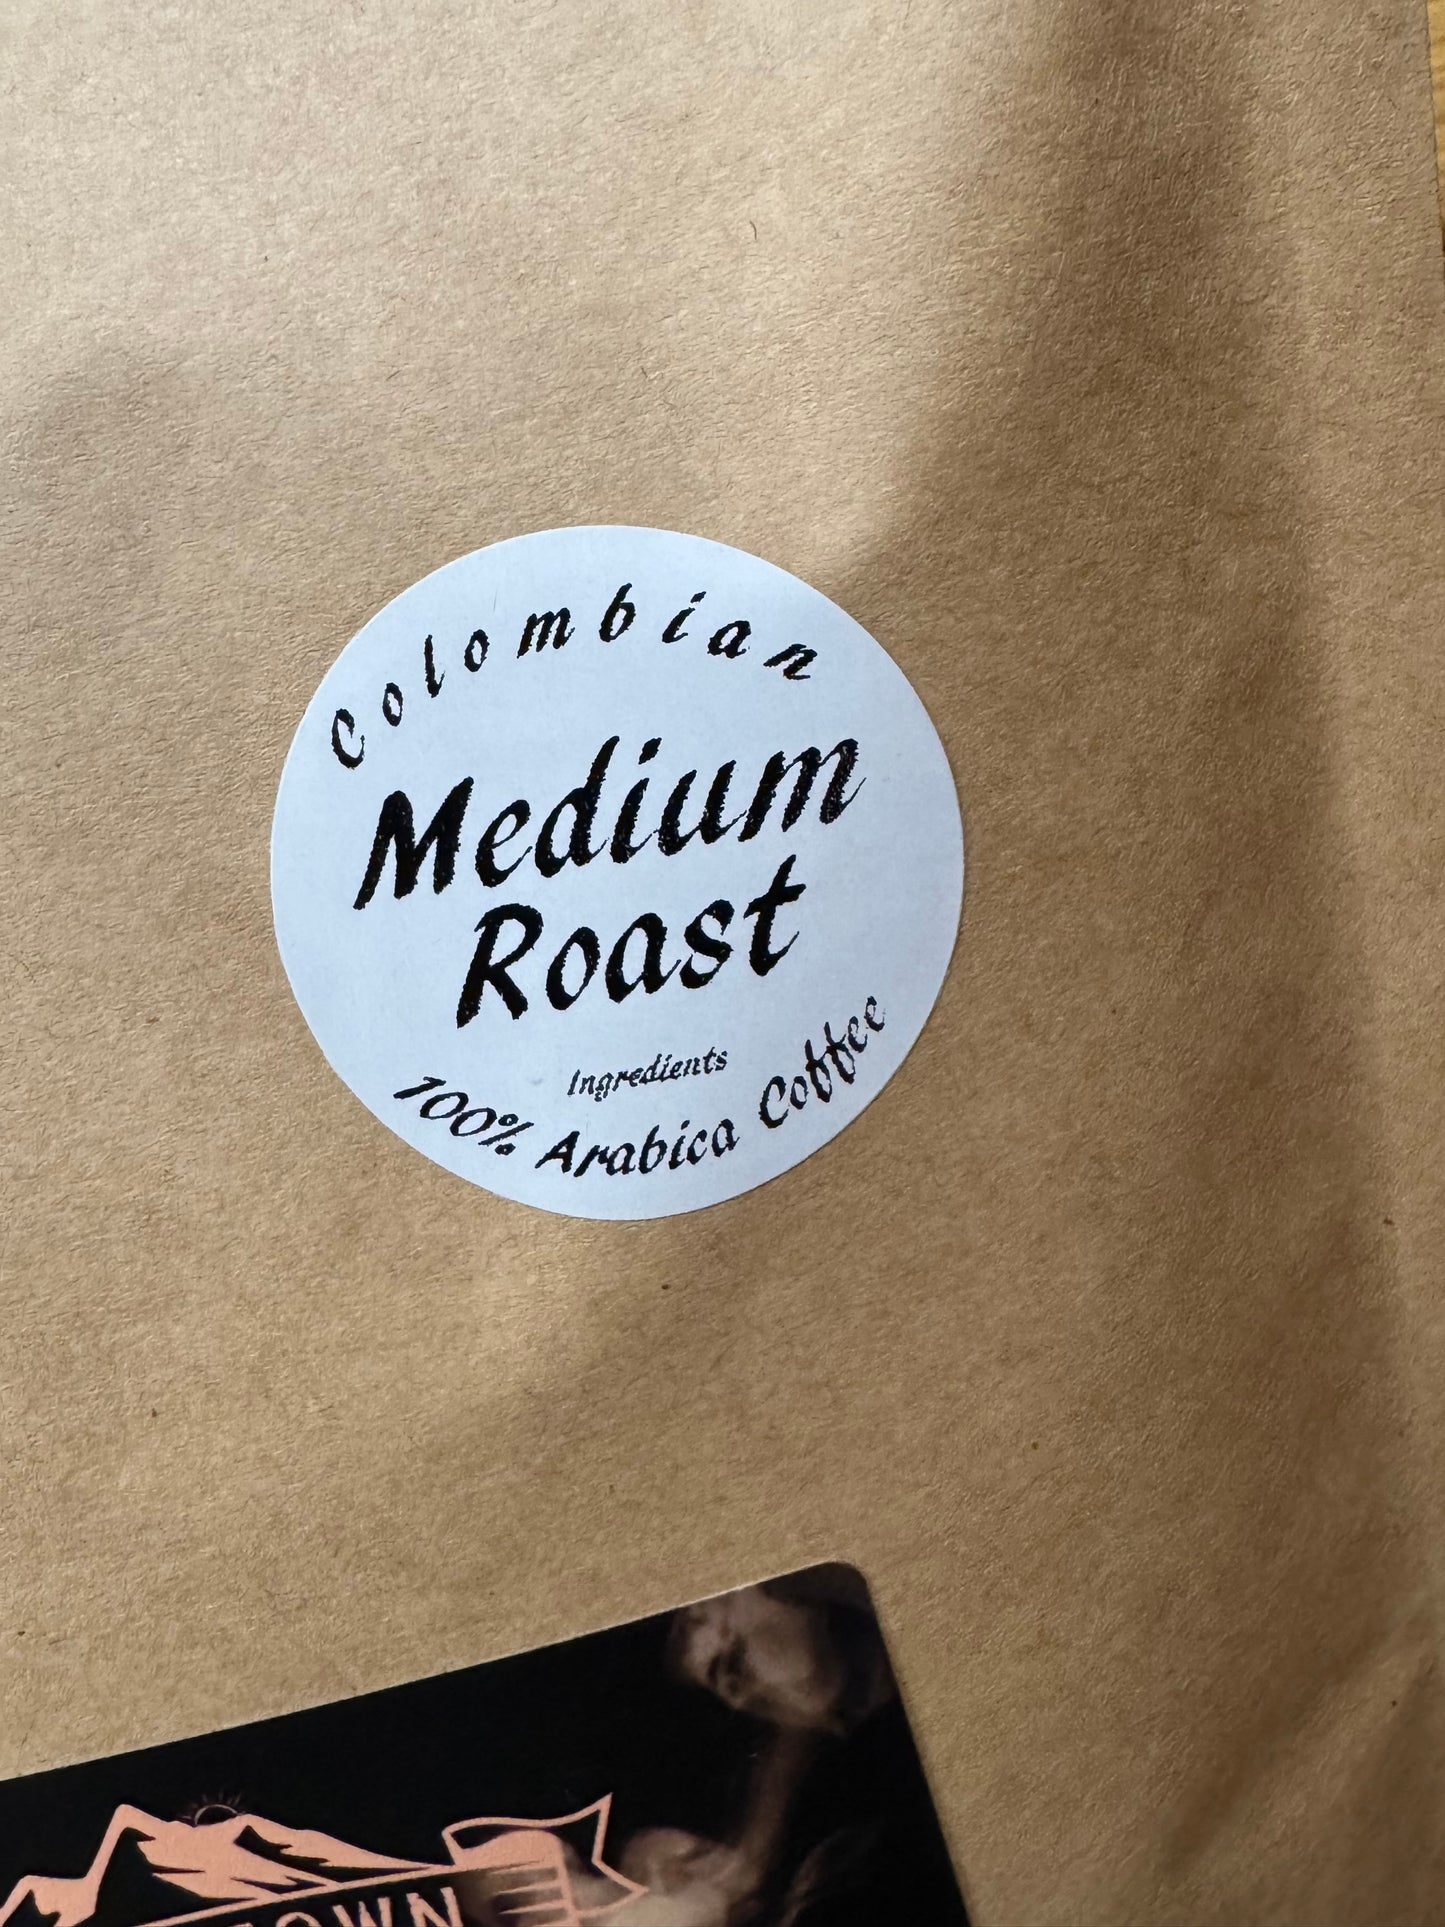 Colombian
Medium
Roast
Ingredients
100% Arabica Coffee